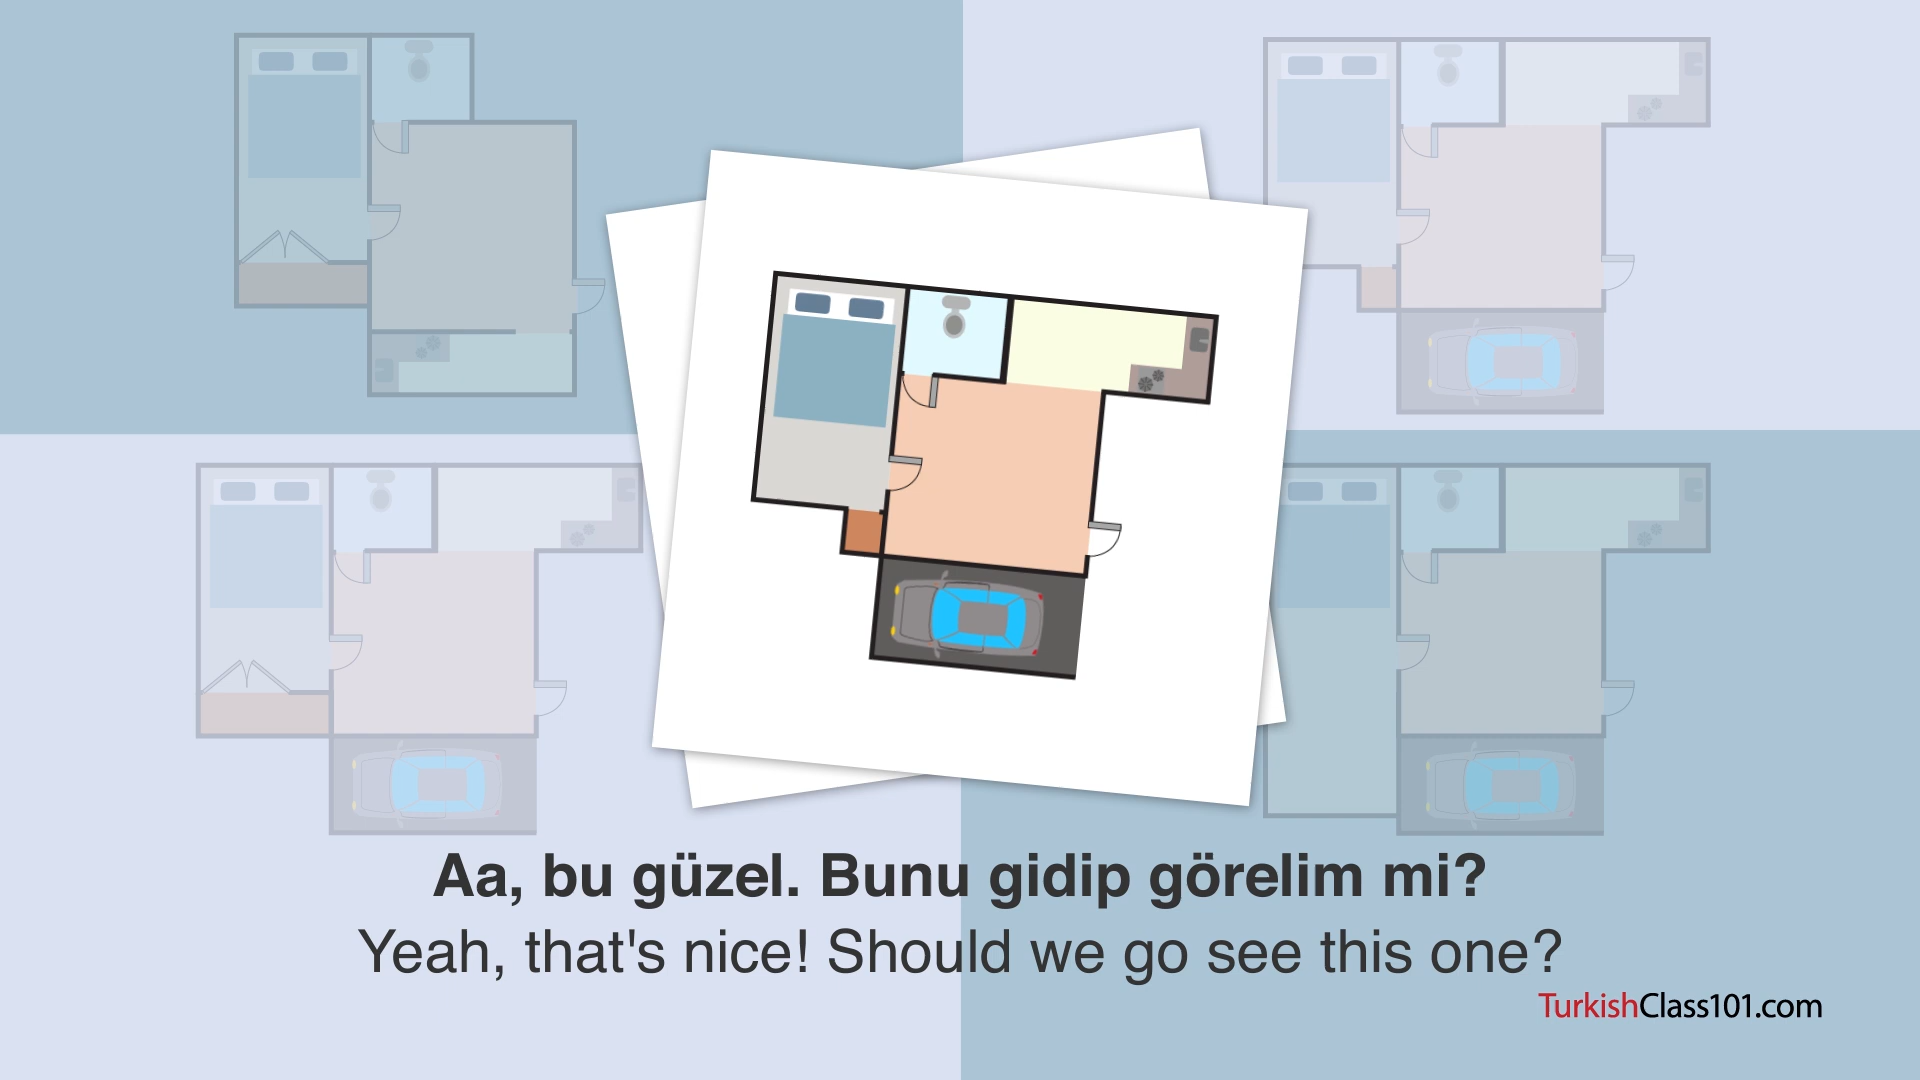 Aa, bu güzel. Bunu gidip görelim mi?
Yeah, that's nice! Should we go see this one?
TurkishClass101.com